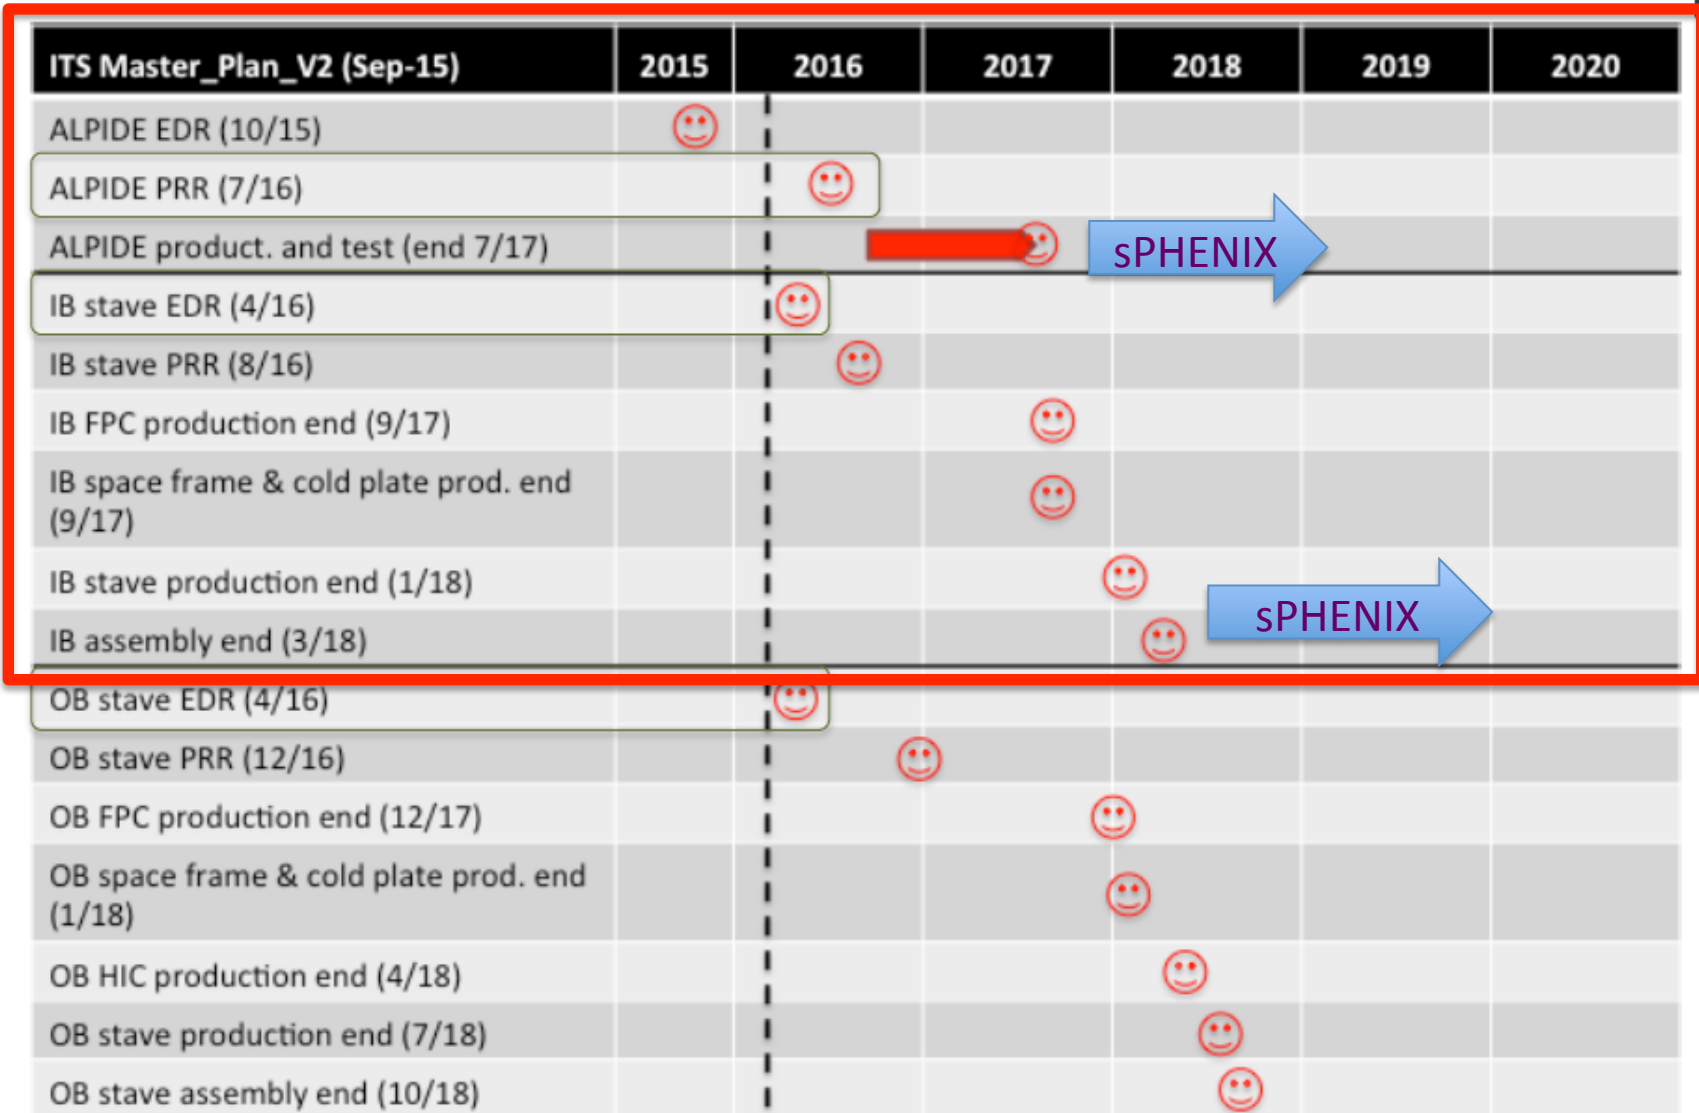 ITS Master_Plan_V2 (Sep-15) 2015 2016 2017 2018 2019 2020
ALPIDE EDR (10/15)
ALPIDE PRR (7/16)
ALPIDE product. and test (end 7/17) sPHENIX
IB stave EDR (4/16)
IB stave PRR (8/16)
IB FPC production end (9/17)
IB space frame & cold plate prod. end
(9/17)
IB stave production end (1/18)
sPHENIX
IB assembly end (3/18)
OB stave EDR (4/16)
OB stave PRR (12/16)
OB FPC production end (12/17)
OB space frame & cold plate prod. end
(1/18)
OB HIC production end (4/18)
OB stave production end (7/18)
OB stave assembly end (10/18)